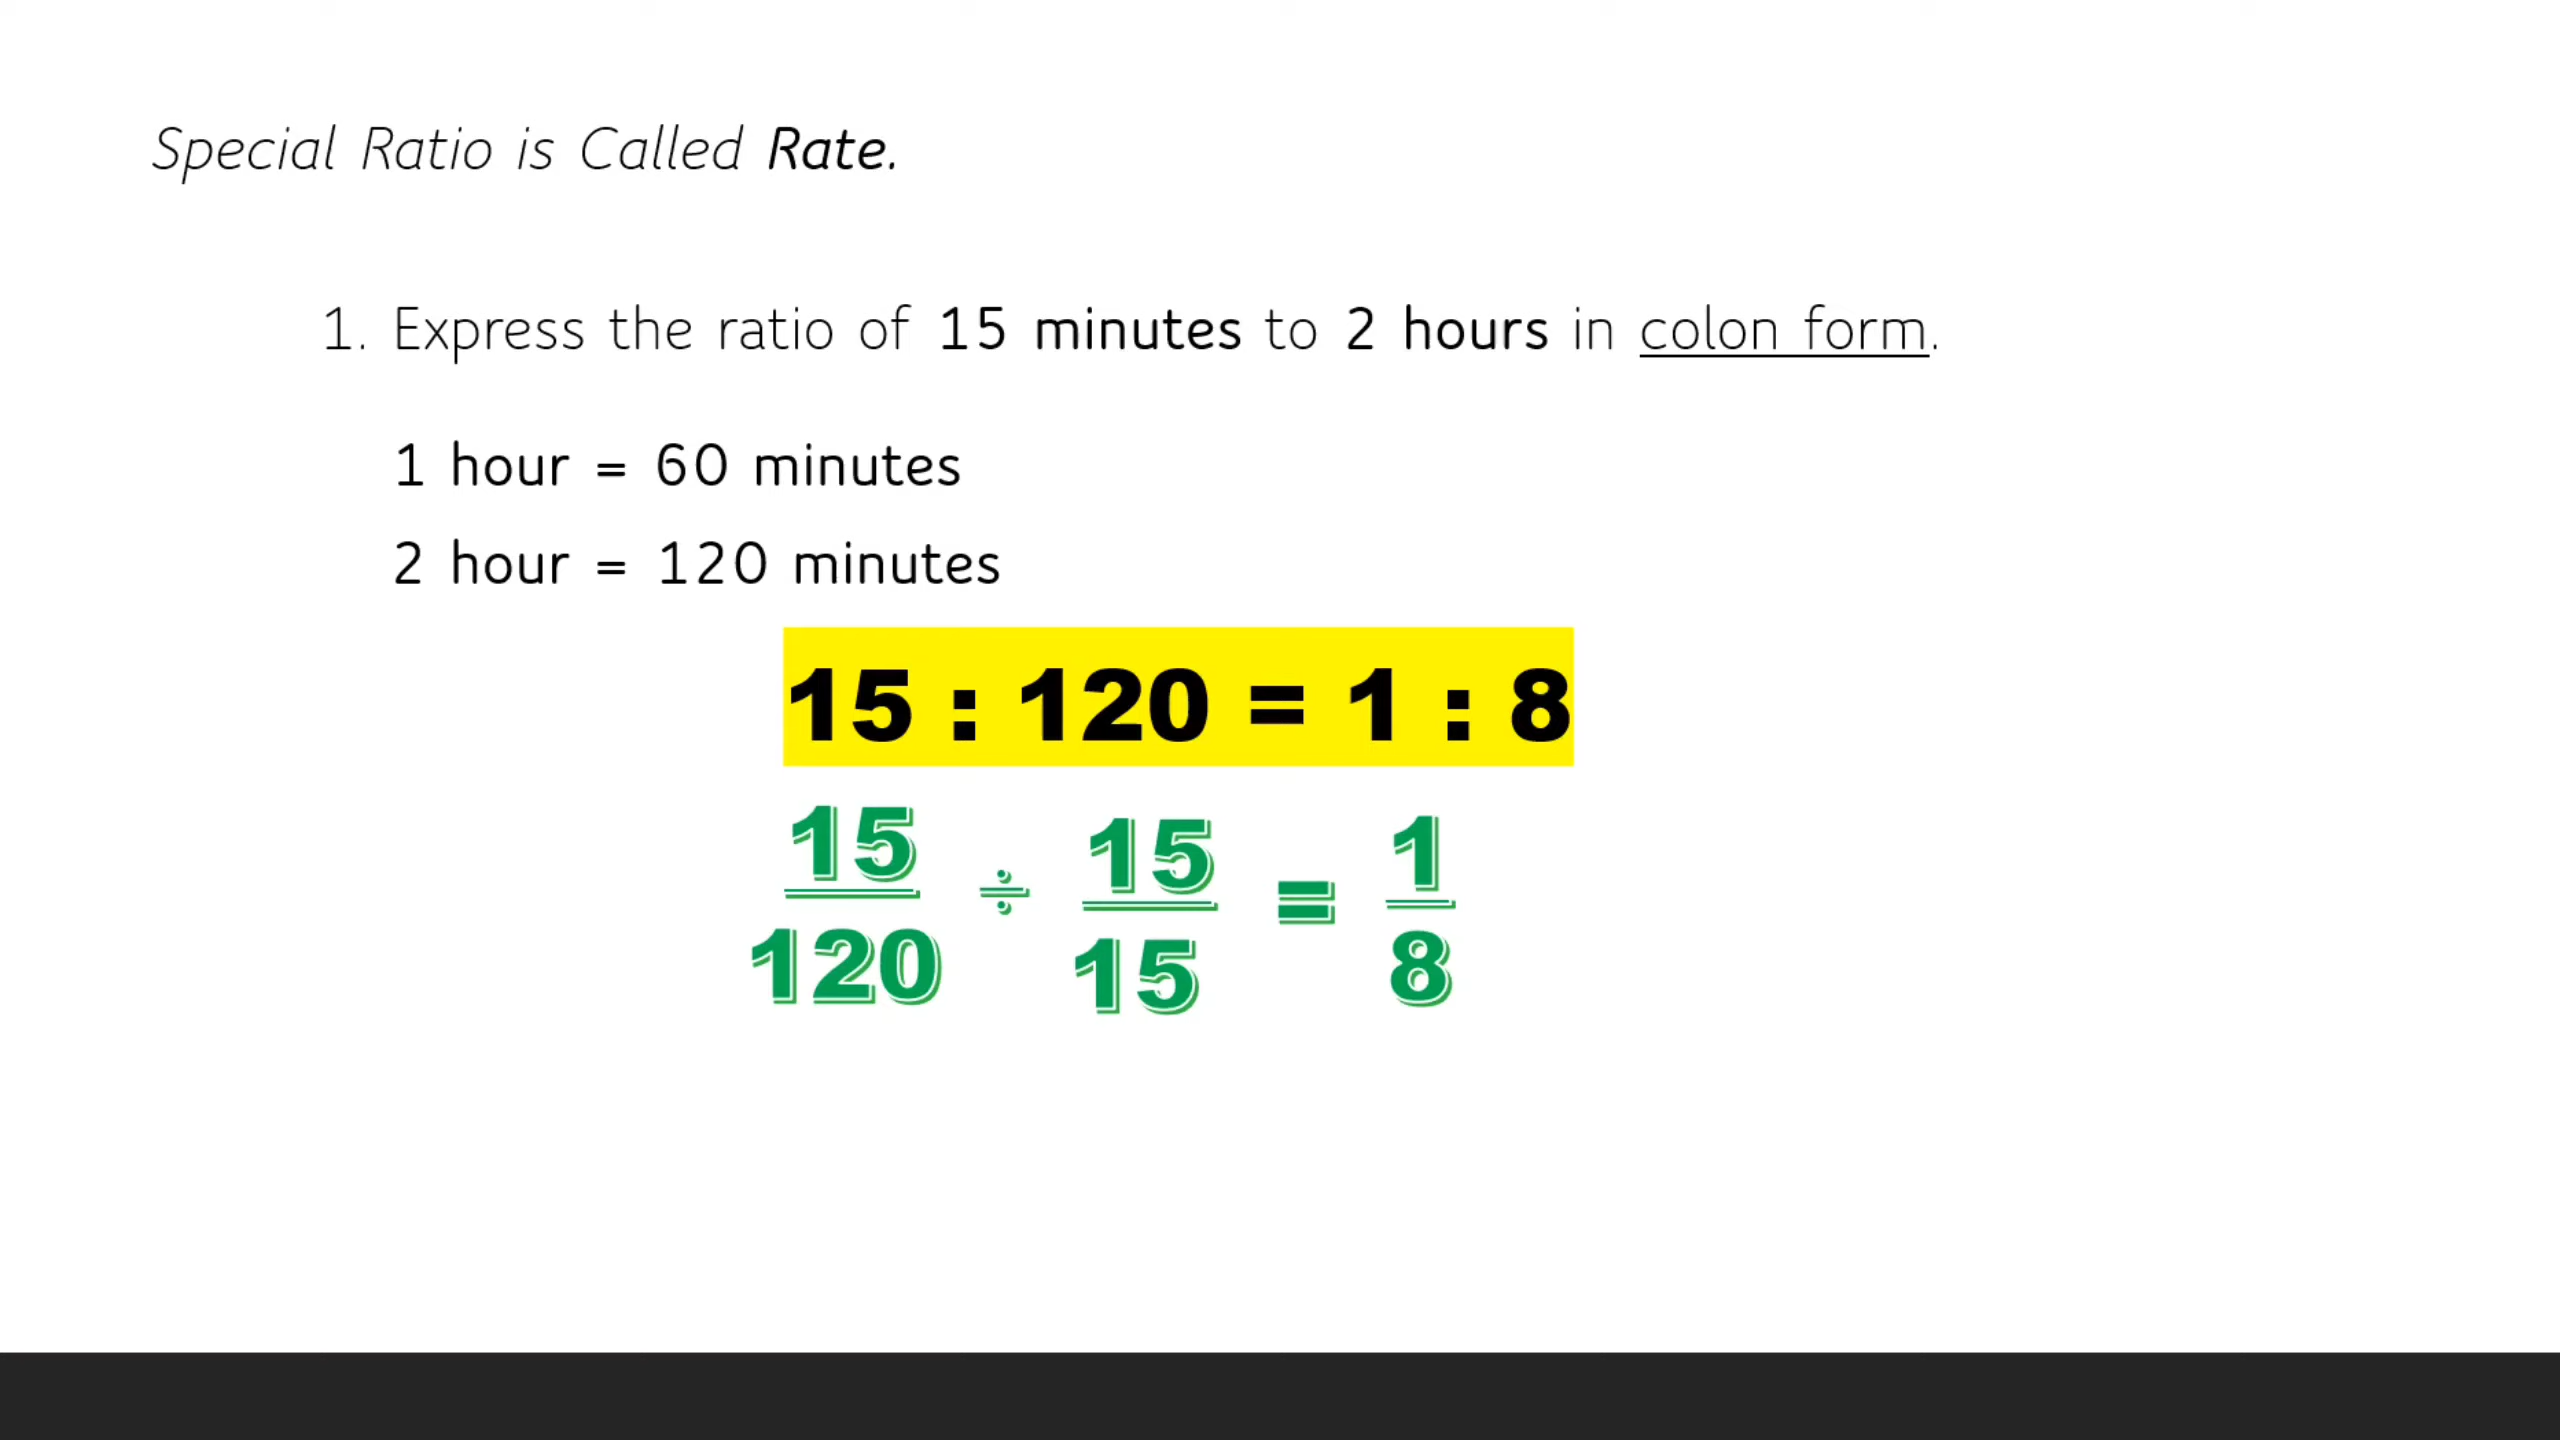 Special Ratio is Called Rate.
1. Express the ratio of 15 minutes to 2 hours in colon form.
1 hour = 60 minutes
2 hour = 120 minutes
15 : 120 = 1 : 8
15 ÷ 15 = 1
120 15 8